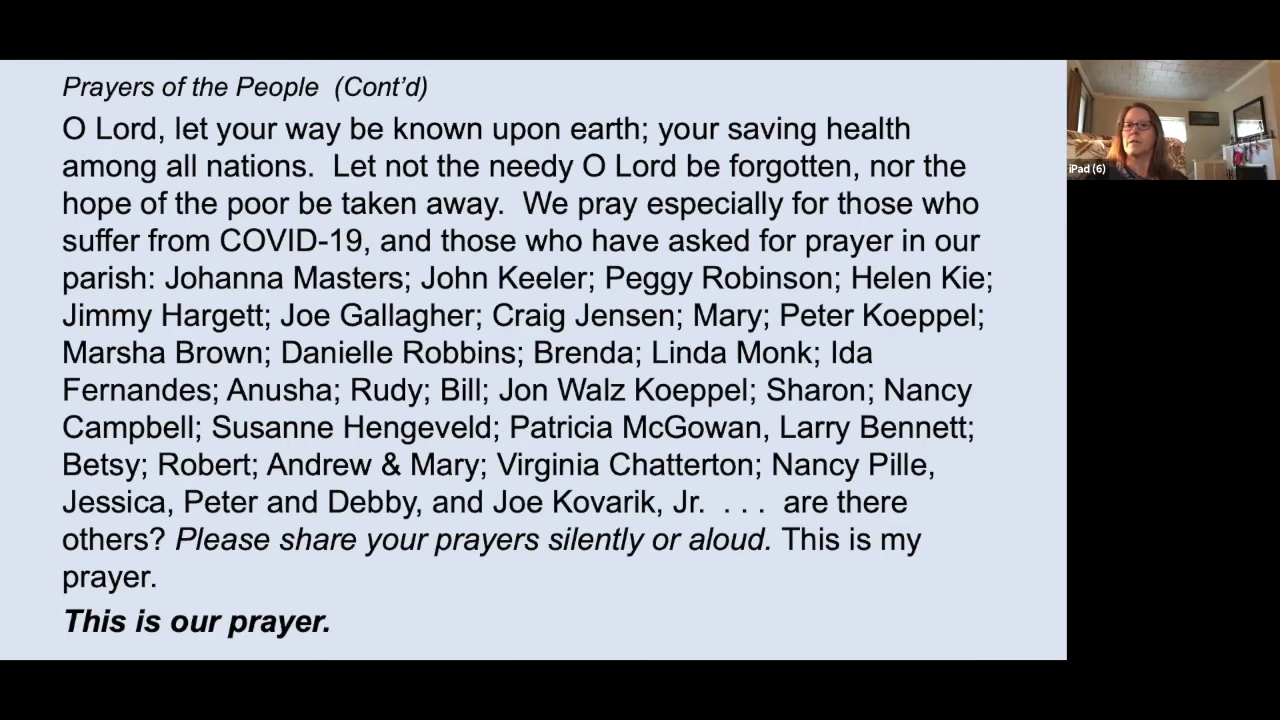 Prayers of the People  (Cont’d)
O Lord, let your way be known upon earth; your saving health
among all nations.  Let not the needy O Lord be forgotten, nor the
hope of the poor be taken away.  We pray especially for those who
suffer from COVID-19, and those who have asked for prayer in our
parish: Johanna Masters; John Keeler; Peggy Robinson; Helen Kie;
Jimmy Hargett; Joe Gallagher; Craig Jensen; Mary; Peter Koeppel;
Marsha Brown; Danielle Robbins; Brenda; Linda Monk; Ida
Fernandes; Anusha; Rudy; Bill; Jon Walz Koeppel; Sharon; Nancy
Campbell; Susanne Hengeveld; Patricia McGowan, Larry Bennett;
Betsy; Robert; Andrew & Mary; Virginia Chatterton; Nancy Pille,
Jessica, Peter and Debby, and Joe Kovarik, Jr.  . . .  are there
others? Please share your prayers silently or aloud. This is my
prayer.
This is our prayer.
iPad (6)